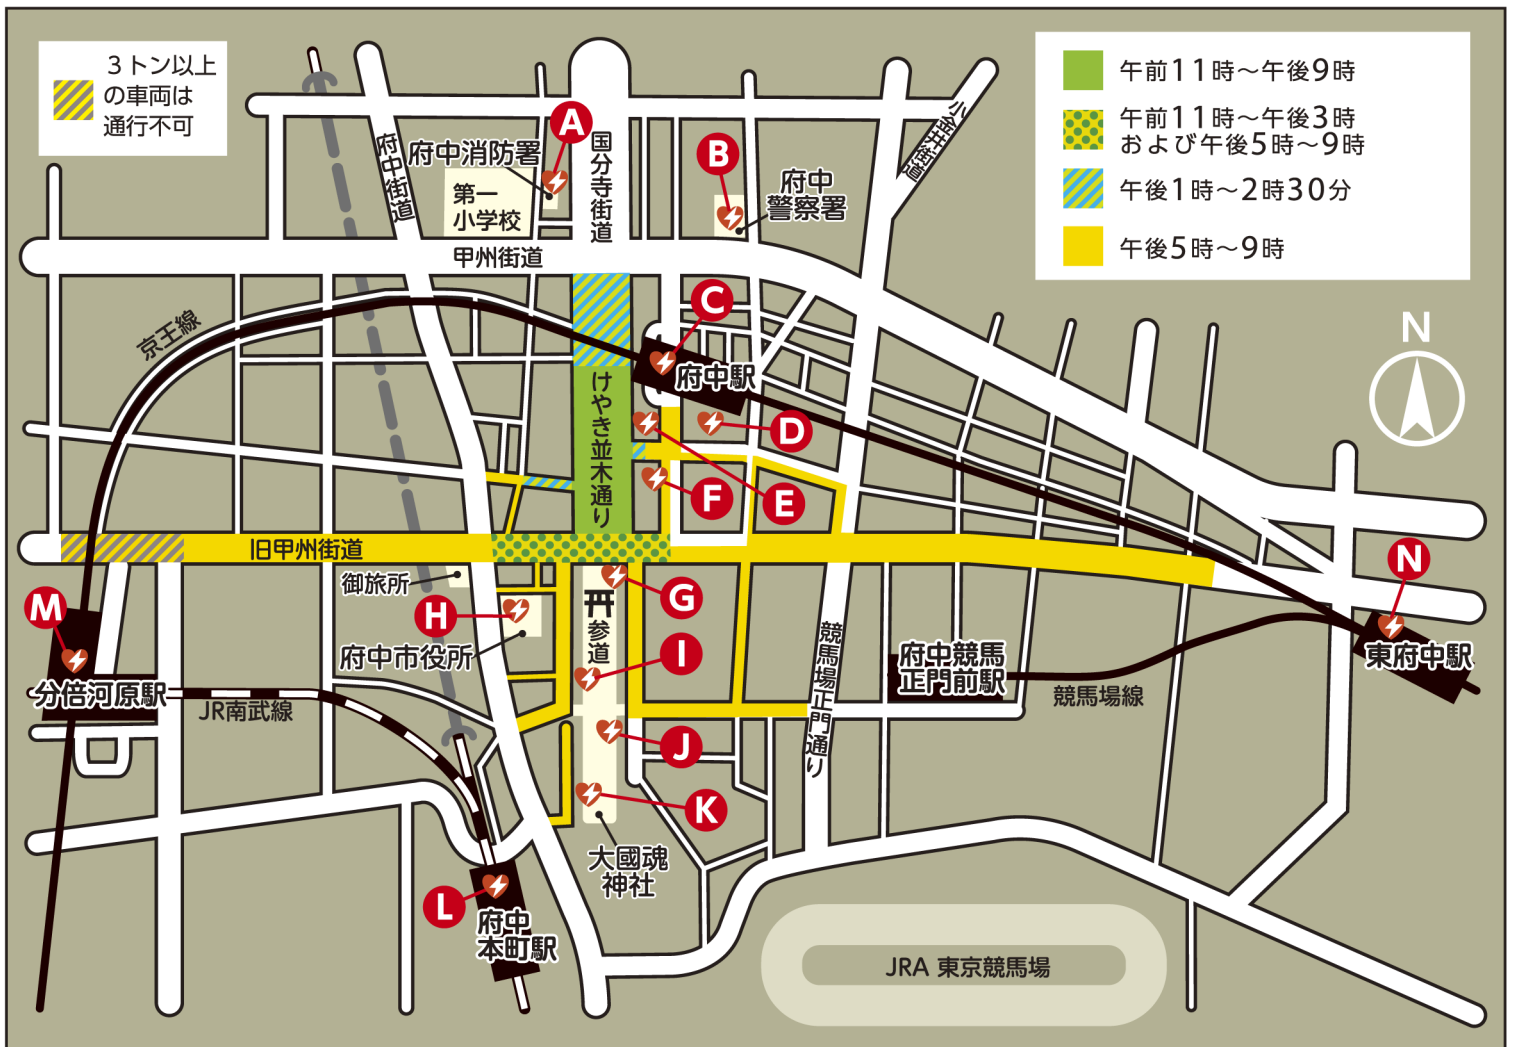 ３トン以上
の車両は
通行不可
午前11時～午後9時
午前11時～午後3時
および午後5時～9時
午後1時～2時30分
午後5時～9時
N
府中街道
府中消防署
A
国分寺街道
B
小金井街道
第一
小学校
府中
警察署
甲州街道
京王線
C
府中駅
けやき並木通り
D
E
F
旧甲州街道
御旅所
G
H
参道
I
府中市役所
M
分倍河原駅
JR南武線
競馬場正門通り
府中競馬
正門前駅
競馬場線
N
東府中駅
J
K
大國魂
神社
L
府中
本町駅
JRA 東京競馬場